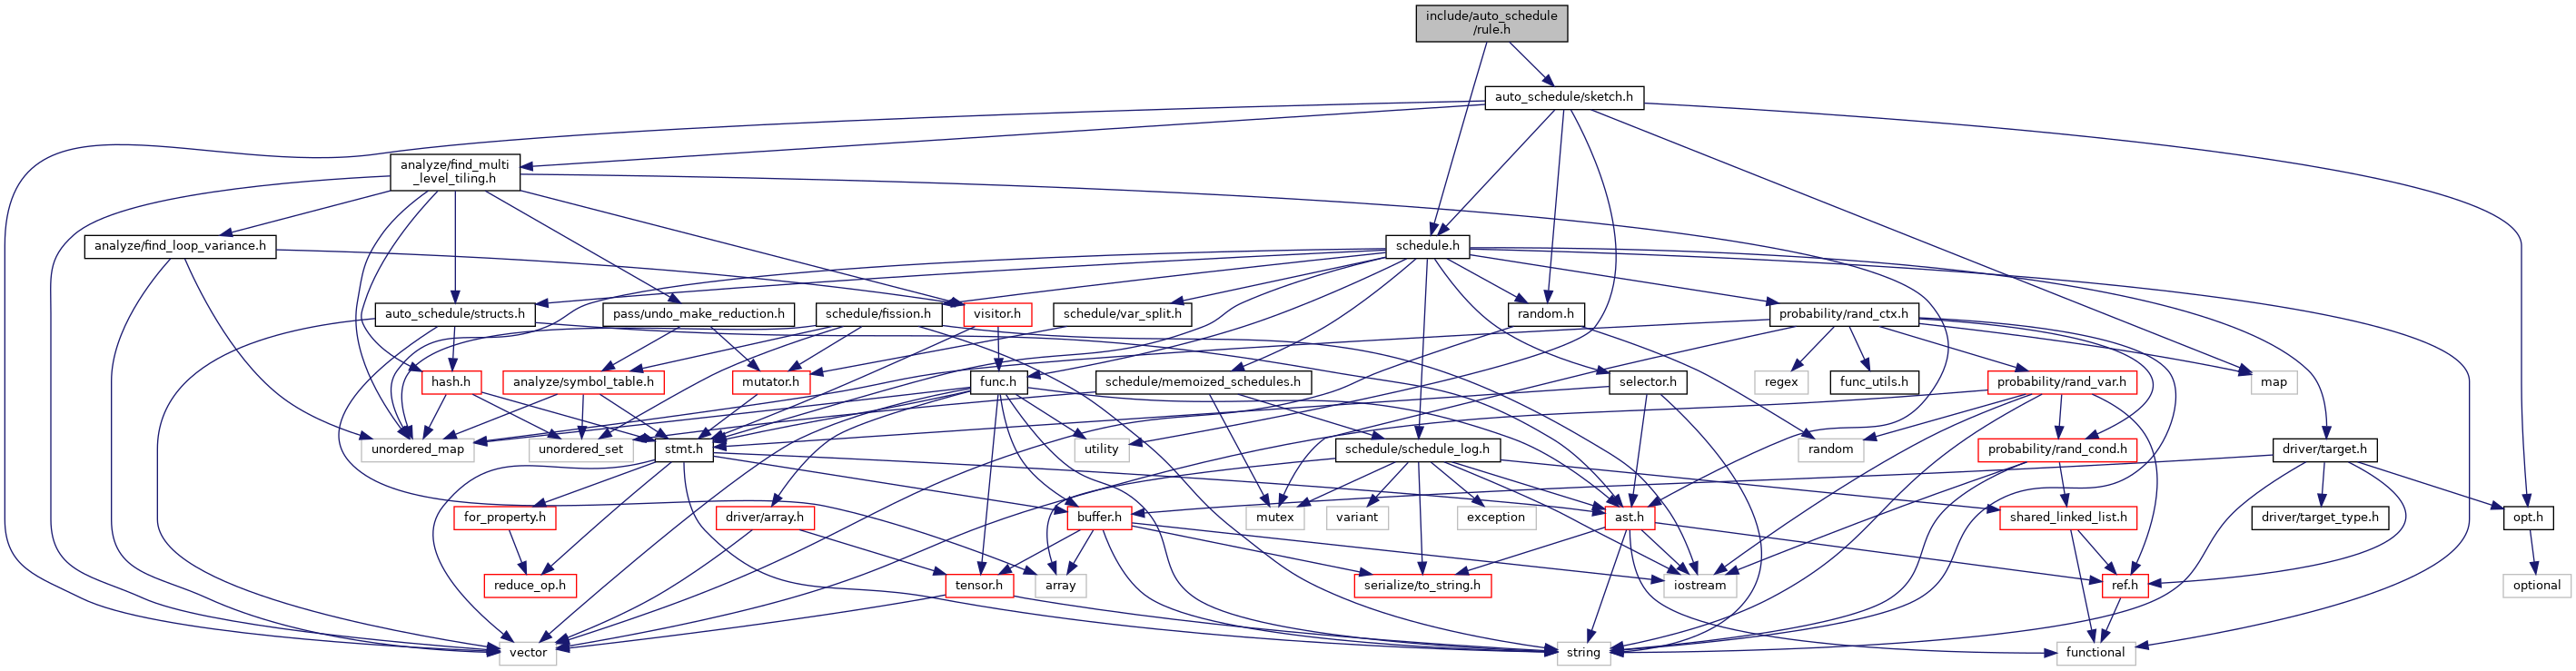 include/auto_schedule
/rule.h
auto_schedule/sketch.h
analyze/find_multi
_level_tiling.h
analyze/find_loop_variance.h
schedule.h
auto_schedule/structs.h
pass/undo_make_reduction.h
schedule/fission.h
visitor.h
schedule/var_split.h
random.h
probability/rand_ctx.h
hash.h
analyze/symbol_table.h
mutator.h
func.h
schedule/memoized_schedules.h
selector.h
regex
func_utils.h
probability/rand_var.h
map
unordered_map
unordered_set
stmt.h
utility
schedule/schedule_log.h
random
probability/rand_cond.h
driver/target.h
for_property.h
driver/array.h
buffer.h
mutex
variant
exception
ast.h
shared_linked_list.h
driver/target_type.h
opt.h
reduce_op.h
tensor.h
array
serialize/to_string.h
iostream
ref.h
optional
vector
string
functional